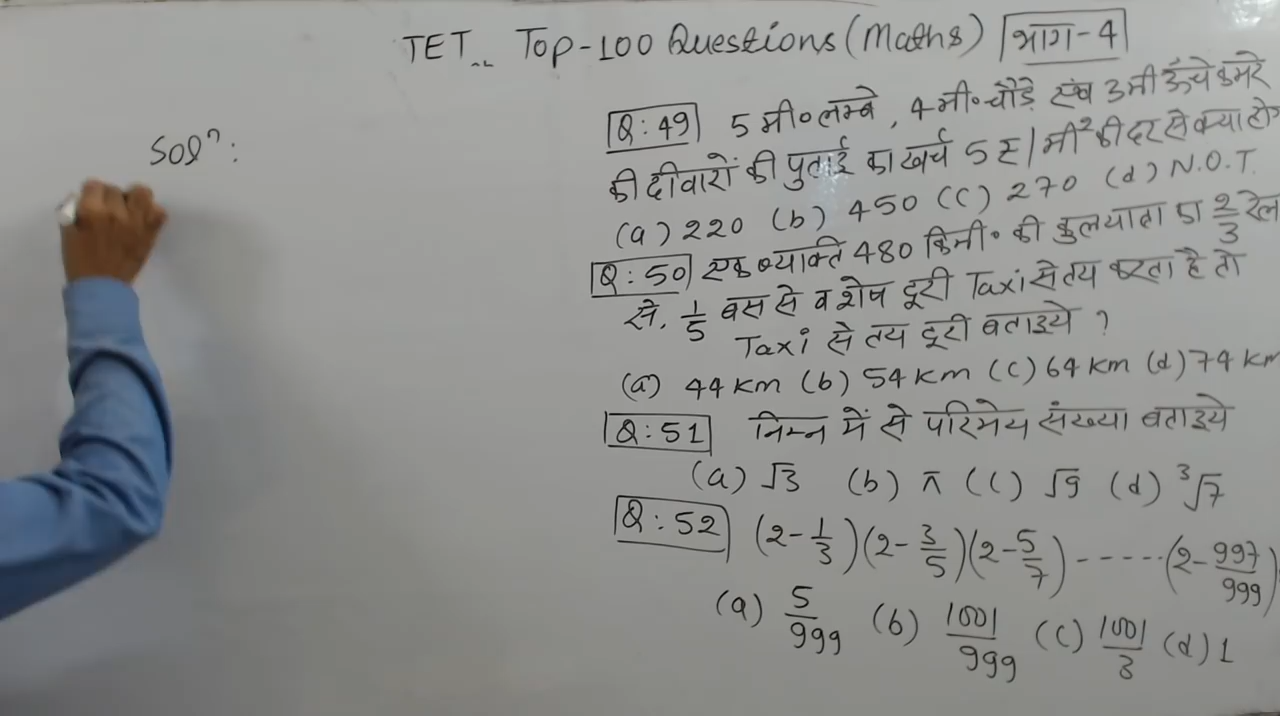 TET.. Top-100 Questions (Maths) भाग-4
Solⁿ:
Q:49 5 मी० लम्बे, 4 मी० चौड़े एवं 3 मी ऊँचे कमरे
की दीवारों की पुताई का खर्च 5 रु/मी² की दर से क्या होगा
(a) 220 (b) 450 (c) 270 (d) N.O.T.
Q:50 एक व्यक्ति 480 किमी० की कुल यात्रा का 2/3 रेल
से, 1/5 बस से व शेष दूरी Taxi से तय करता है तो
Taxi से तय दूरी बताइये ?
(a) 44 km (b) 54 km (c) 64 km (d) 74 km
Q:51 निम्न में से परिमेय संख्या बताइये
(a) √3 (b) π (c) √9 (d) ³√7
Q:52 (2-1/3)(2-3/5)(2-5/7)-----(2-997/999)
(a) 5/999 (b) 1001/999 (c) 1001/3 (d) 1